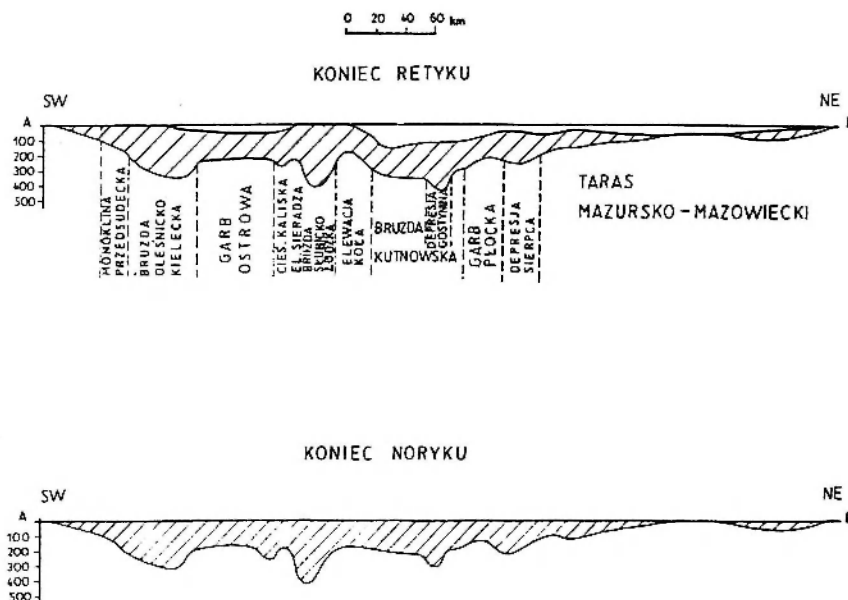 0 20 40 60 km
KONIEC RETYKU
SW NE
A
100
200
300
400
500
MONOKLINA
PRZEDSUDECKA
BRUZDA
OLEŚNICKO
KIELECKA
GARB
OSTROWA
CIEŚ. KALISKA
EL. SIERADZA
BRUZDA
SŁUBICKO
ŁÓDZKA
ELEWACJA
KOŁA
BRUZDA
KUTNOWSKA
DEPRESJA
GOSTYNINA
GARB
PŁOCKA
DEPRESJA
SIERPCA
TARAS
MAZURSKO – MAZOWIECKI
KONIEC NORYKU
SW NE
A
100
200
300
400
500